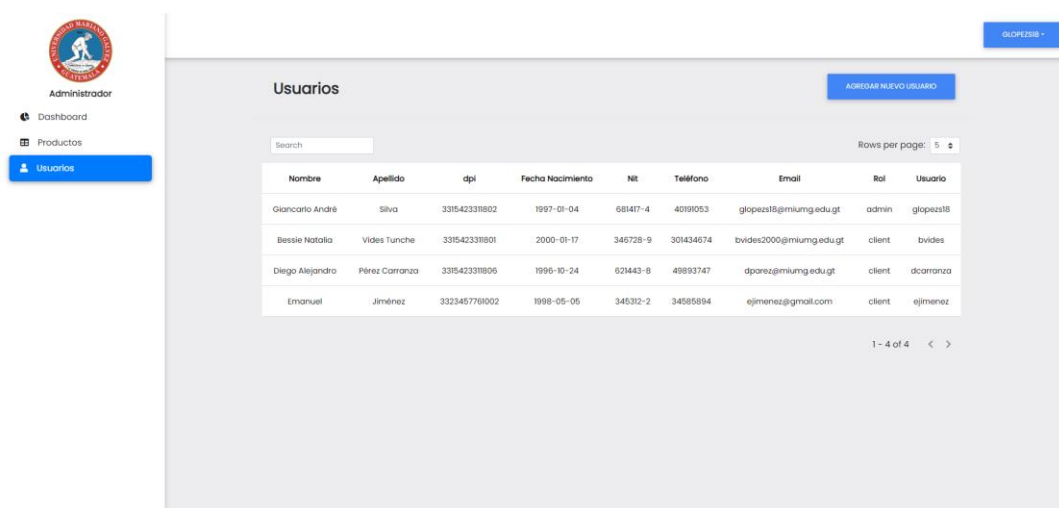 UNIVERSIDAD MARIANO GALVEZ
GUATEMALA
GLOPEZS18
Administrador
Dashboard
Productos
Usuarios
Usuarios
AGREGAR NUEVO USUARIO
Search
Rows per page: 5
Nombre Apellido dpi Fecha Nacimiento Nit Teléfono Email Rol Usuario
Giancarlo André Silva 3315423311802 1997-01-04 681417-4 40191053 glopezs18@miumg.edu.gt admin glopezs18
Bessie Natalia Vides Tunche 3315423311801 2000-01-17 346728-9 301434674 bvides2000@miumg.edu.gt client bvides
Diego Alejandro Pérez Carranza 3315423311806 1996-10-24 621443-8 49893747 dparez@miumg.edu.gt client dcarranza
Emanuel Jiménez 3323457761002 1998-05-05 345312-2 34585894 ejimenez@gmail.com client ejimenez
1 - 4 of 4